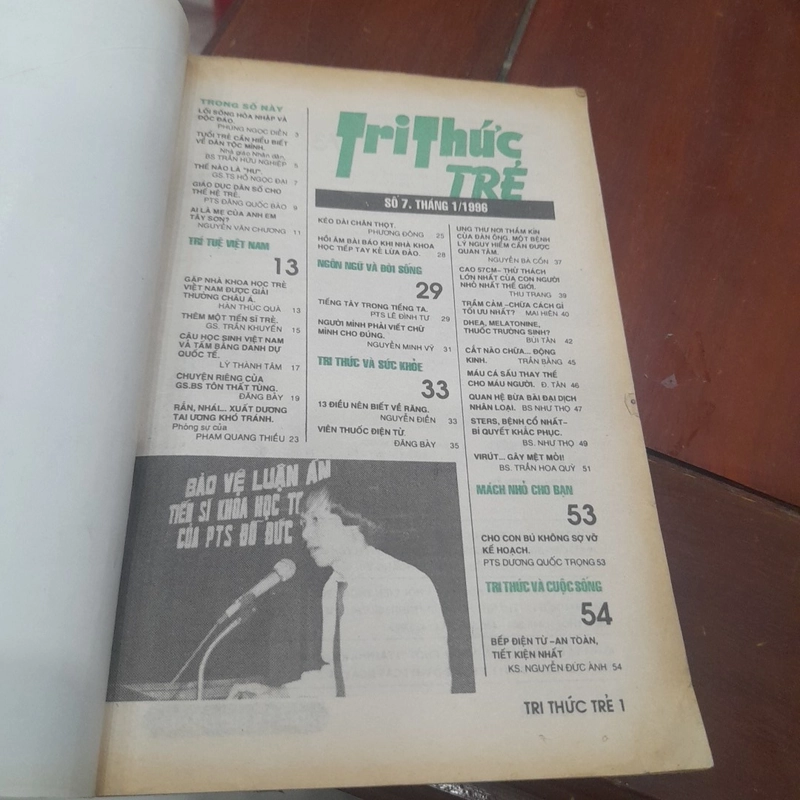 TRONG SỐ NÀY
LỐI SỐNG HÒA NHẬP VÀ
ĐỘC ĐÁO.
PHÙNG NGỌC DIỄN 3
TUỔI TRẺ CẦN HIỂU BIẾT
VỀ DÂN TỘC MÌNH.
Nhà giáo Nhân dân,
BS TRẦN HỮU NGHIỆP 5
THẾ NÀO LÀ "HƯ".
GS.TS HỒ NGỌC ĐẠI 7
GIÁO DỤC DÂN SỐ CHO
THẾ HỆ TRẺ.
PTS ĐẶNG QUỐC BẢO 9
AI LÀ MẸ CỦA ANH EM
TÂY SƠN?
NGUYỄN VĂN CHƯƠNG 11
TRÍ TUỆ VIỆT NAM
13
GẶP NHÀ KHOA HỌC TRẺ
VIỆT NAM ĐƯỢC GIẢI
THƯỞNG CHÂU Á.
HÀN THÚC QUÀ 13
THÊM MỘT TIẾN SĨ TRẺ.
GS. TRẦN KHUYẾN 15
CẬU HỌC SINH VIỆT NAM
VÀ TẤM BẰNG DANH DỰ
QUỐC TẾ.
LÝ THÀNH TÂM 17
CHUYỆN RIÊNG CỦA
GS.BS TÔN THẤT TÙNG.
ĐĂNG BẢY 19
RẮN, NHÁI... XUẤT DƯƠNG
TAI ƯƠNG KHÓ TRÁNH.
Phóng sự của
PHẠM QUANG THIỀU 23
Tri Thức
TRẺ
SỐ 7. THÁNG 1/1996
KÉO DÀI CHÂN THỌT.
PHƯƠNG ĐÔNG 25
HỒI ÂM BÀI BÁO KHI NHÀ KHOA
HỌC TIẾP TAY KẺ LỪA ĐẢO. 28
NGÔN NGỮ VÀ ĐỜI SỐNG
29
TIẾNG TÂY TRONG TIẾNG TA.
PTS LÊ ĐÌNH TƯ 29
NGƯỜI MÌNH PHẢI VIẾT CHỮ
MÌNH CHO ĐÚNG.
NGUYỄN MINH VỸ 31
TRI THỨC VÀ SỨC KHỎE
33
13 ĐIỀU NÊN BIẾT VỀ RĂNG.
NGUYỄN ĐIỀN 33
VIÊN THUỐC ĐIỆN TỬ.
ĐĂNG BẢY 35
UNG THƯ NƠI THẦM KÍN
CỦA ĐÀN ÔNG. MỘT BỆNH
LÝ NGUY HIỂM CẦN ĐƯỢC
QUAN TÂM.
NGUYỄN BÁ CỔN 37
CAO 57CM - THỬ THÁCH
LỚN NHẤT CỦA CON NGƯỜI
NHỎ NHẤT THẾ GIỚI.
THU TRANG 39
TRẦM CẢM - CHỮA CÁCH GÌ
TỐI ƯU NHẤT? MAI HIÊN 40
DHEA, MELATONINE,
THUỐC TRƯỜNG SINH?
BÙI TÂN 42
CẮT NÃO CHỮA... ĐỘNG
KINH. TRẦN BẰNG 45
MÁU CÁ SẤU THAY THẾ
CHO MÁU NGƯỜI. Đ. TÂN 46
QUAN HỆ BỪA BÃI ĐẠI DỊCH
NHÂN LOẠI. BS NHƯ THỌ 47
STERS, BỆNH CỔ NHẤT-
BÍ QUYẾT KHẮC PHỤC.
BS. NHƯ THỌ 49
VIRÚT... GÂY MỆT MỎI!
BS. TRẦN HOA QUÝ 51
MÁCH NHỎ CHO BẠN
53
CHO CON BÚ KHÔNG SỢ VỠ
KẾ HOẠCH.
PTS DƯƠNG QUỐC TRỌNG 53
TRI THỨC VÀ CUỘC SỐNG
54
BẾP ĐIỆN TỪ - AN TOÀN,
TIẾT KIỆN NHẤT
KS. NGUYỄN ĐỨC ÁNH 54
BẢO VỆ LUẬN ÁN
TIẾN SĨ KHOA HỌC
CỦA PTS ĐỖ ĐỨC
TRI THỨC TRẺ 1